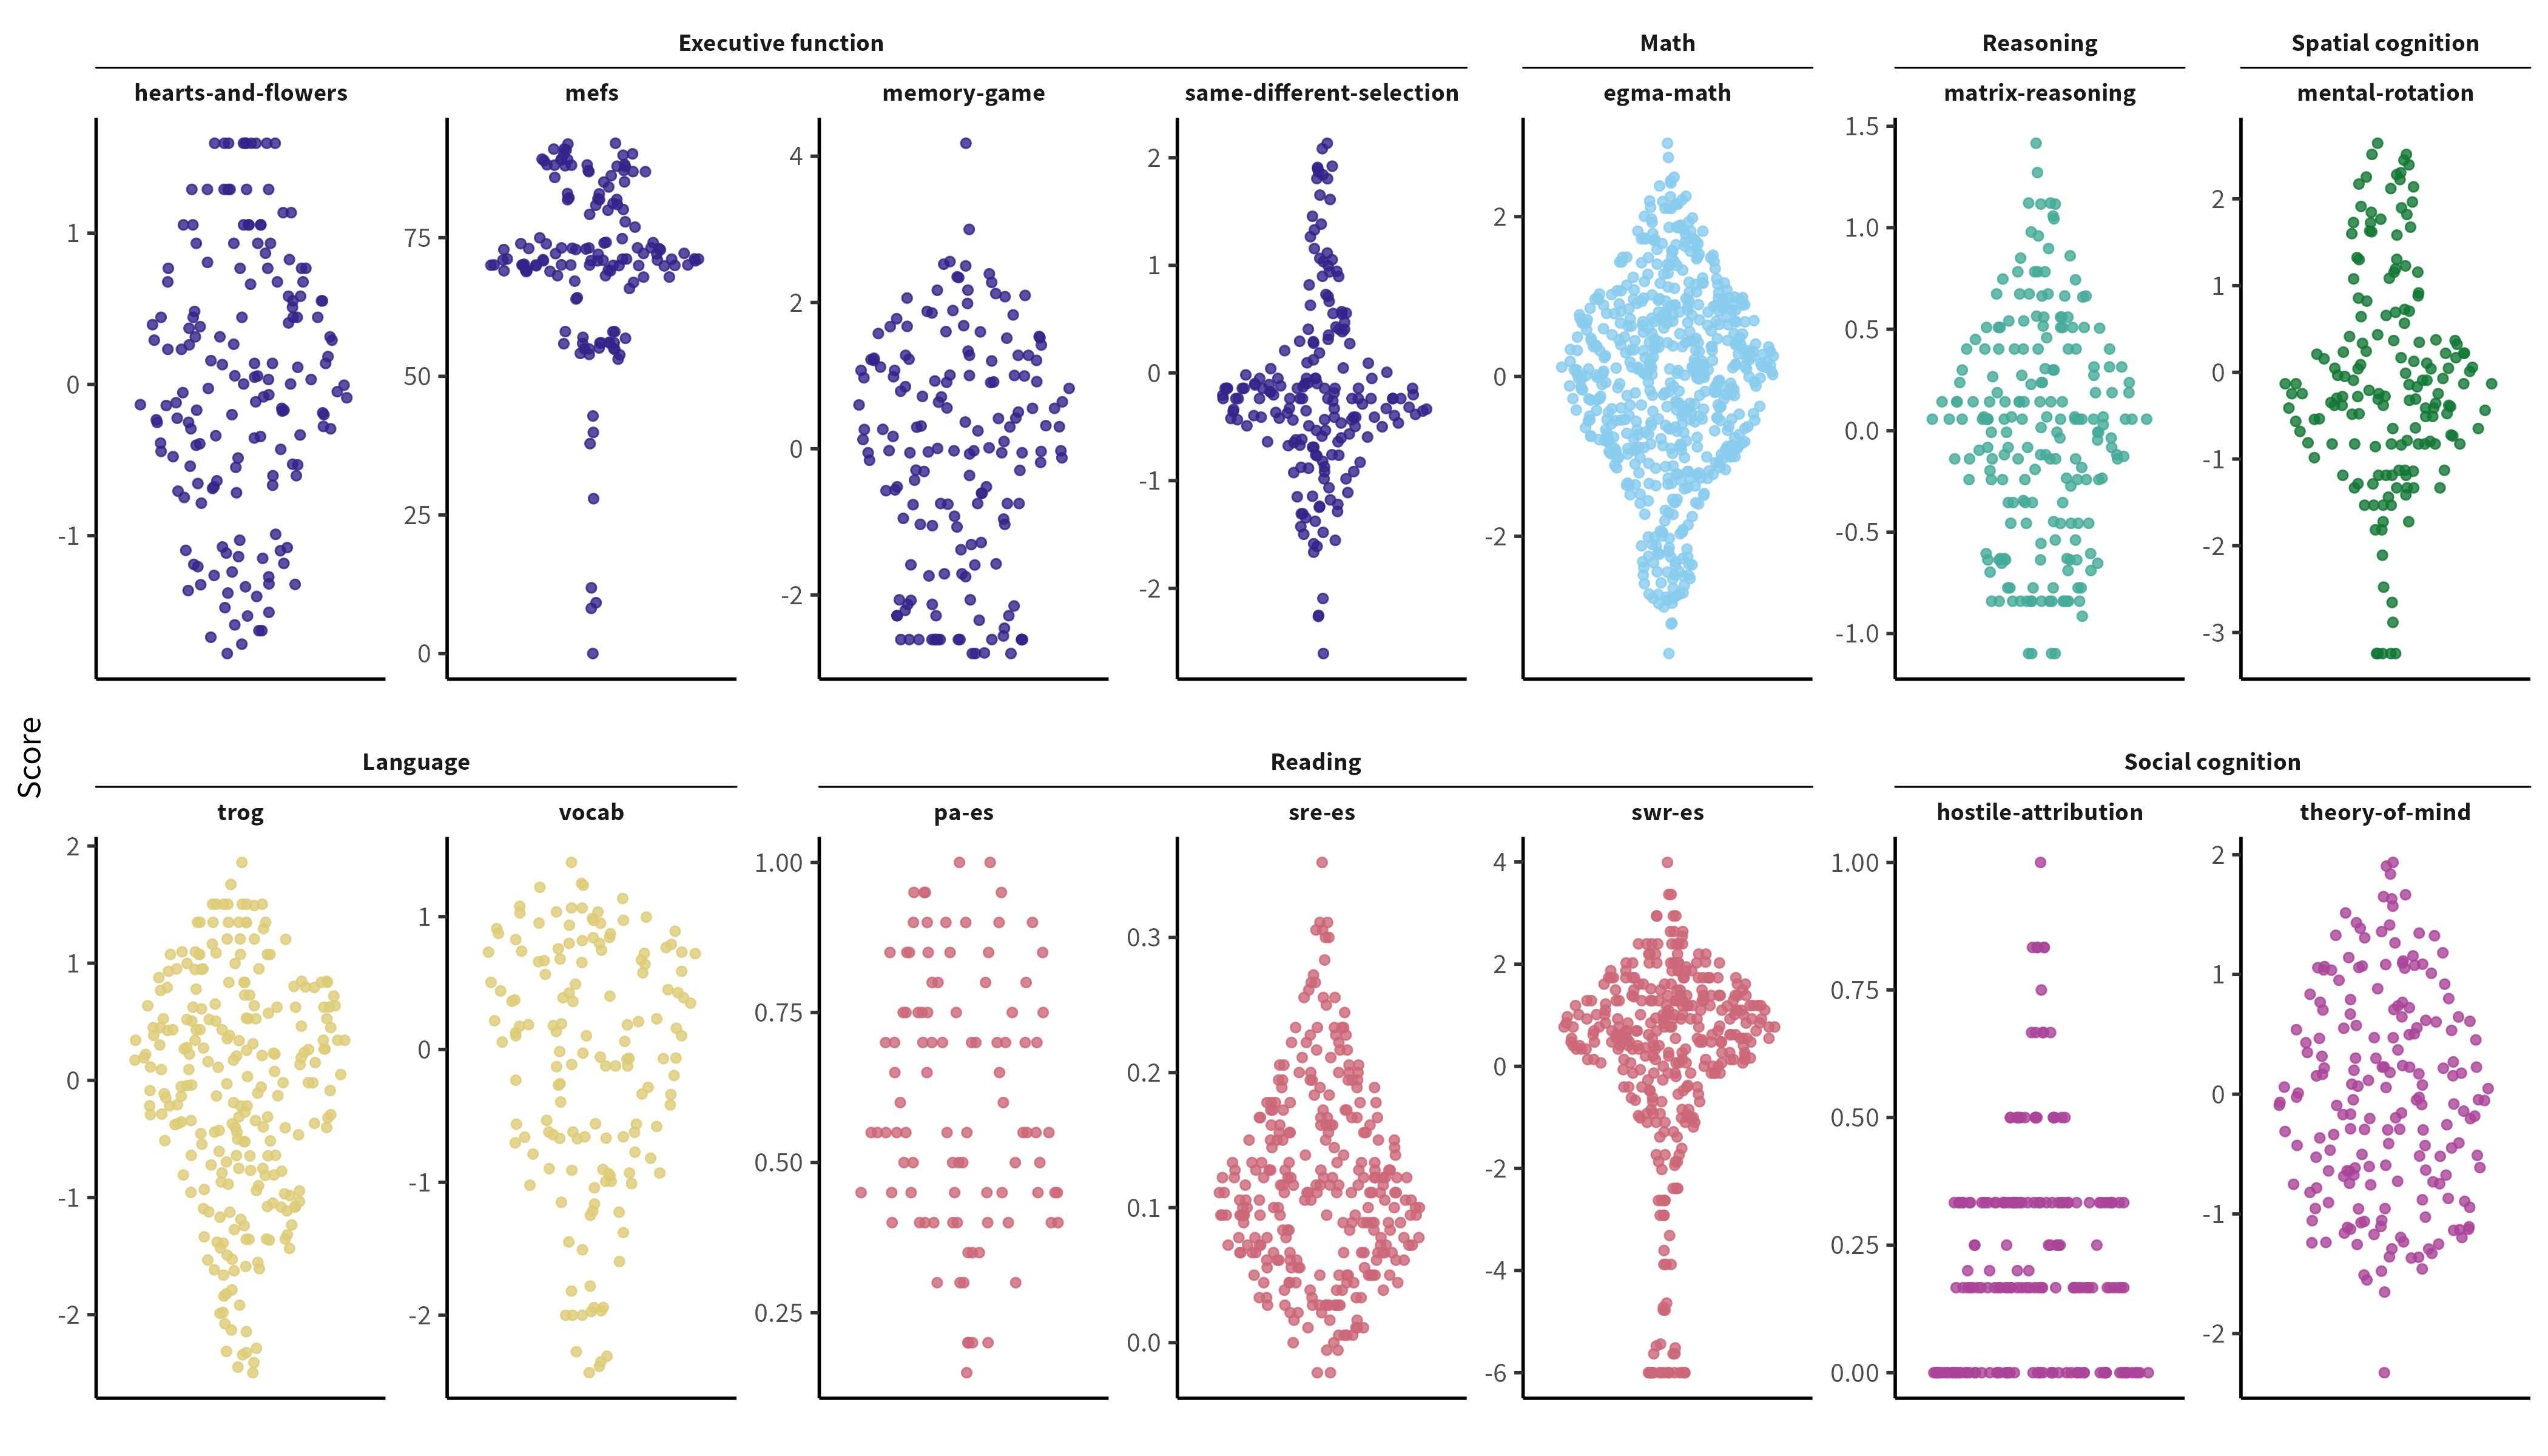 Executive function
Math
Reasoning
Spatial cognition
hearts-and-flowers
mefs
memory-game
same-different-selection
egma-math
matrix-reasoning
mental-rotation
1
0
-1
75
50
25
0
4
2
0
-2
2
1
0
-1
-2
2
0
-2
1.5
1.0
0.5
0.0
-0.5
-1.0
2
1
0
-1
-2
-3
Score
Language
Reading
Social cognition
trog
vocab
pa-es
sre-es
swr-es
hostile-attribution
theory-of-mind
2
1
0
-1
-2
1
0
-1
-2
1.00
0.75
0.50
0.25
0.3
0.2
0.1
0.0
4
2
0
-2
-4
-6
1.00
0.75
0.50
0.25
0.00
2
1
0
-1
-2